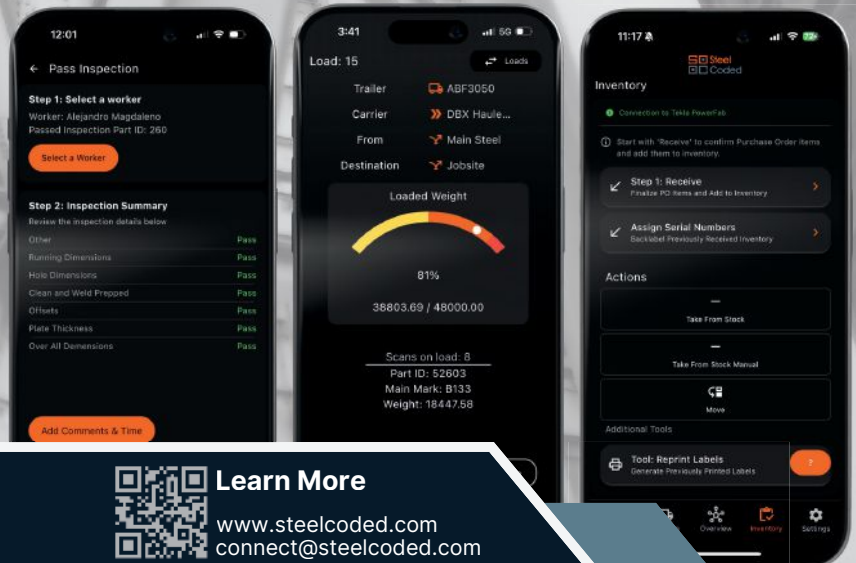 12:01
Pass Inspection
Step 1: Select a worker
Worker: Alejandro Magdaleno
Passed Inspection Part ID: 260
Select a Worker
Step 2: Inspection Summary
Review the inspection details below
Other Pass
Running Dimensions Pass
Hole Dimensions Pass
Clean and Weld Prepped Pass
Offsets Pass
Plate Thickness Pass
Over All Demensions Pass
Add Comments & Time
3:41
5G
Load: 15
Loads
Trailer ABF3050
Carrier DBX Haule...
From Main Steel
Destination Jobsite
Loaded Weight
81%
38803.69 / 48000.00
Scans on load: 8
Part ID: 52603
Main Mark: B133
Weight: 18447.58
11:17
Steel
Coded
Inventory
Connection to Tekla PowerFab
Start with 'Receive' to confirm Purchase Order items
and add them to inventory.
Step 1: Receive
Finalize PO Items and Add to Inventory
Assign Serial Numbers
Backlabel Previously Received Inventory
Actions
Take From Stock
Take From Stock Manual
Move
Additional Tools
Tool: Reprint Labels
Generate Previously Printed Labels
?
Overview
Inventory
Settings
Learn More
www.steelcoded.com
connect@steelcoded.com